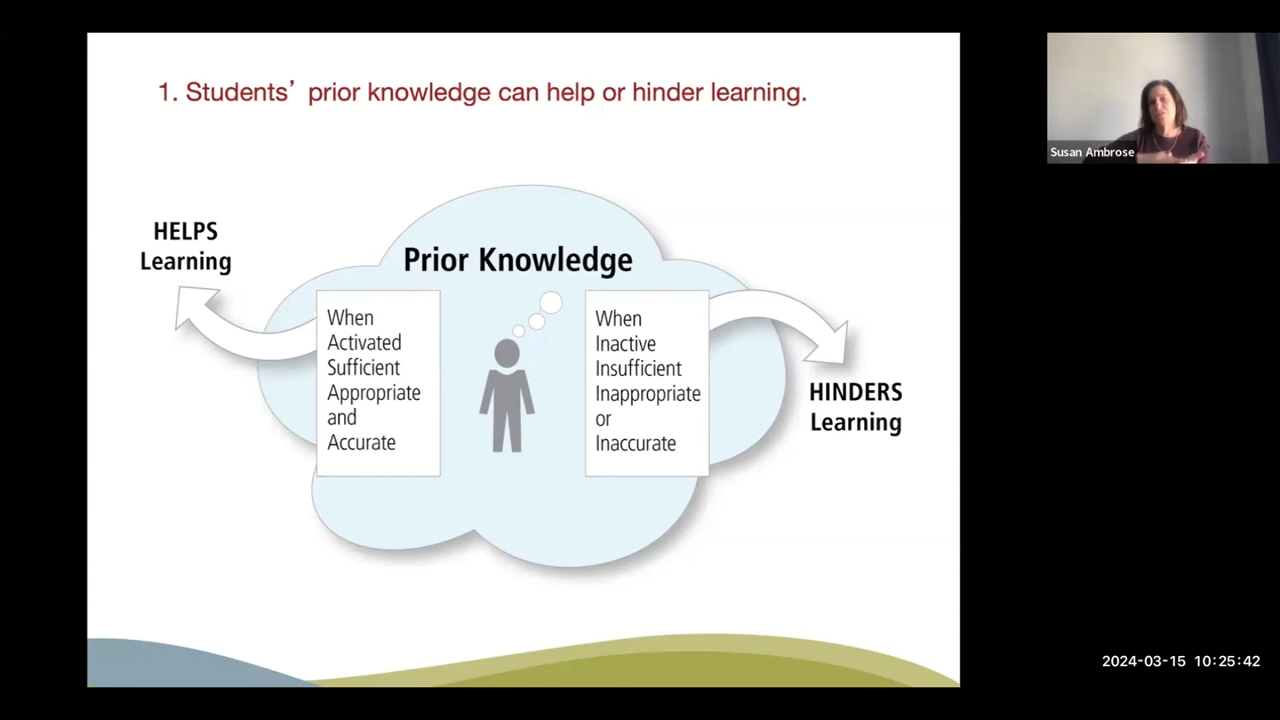 1. Students’ prior knowledge can help or hinder learning.
Susan Ambrose
HELPS
Learning
Prior Knowledge
When
Activated
Sufficient
Appropriate
and
Accurate
When
Inactive
Insufficient
Inappropriate
or
Inaccurate
HINDERS
Learning
2024-03-15 10:25:42